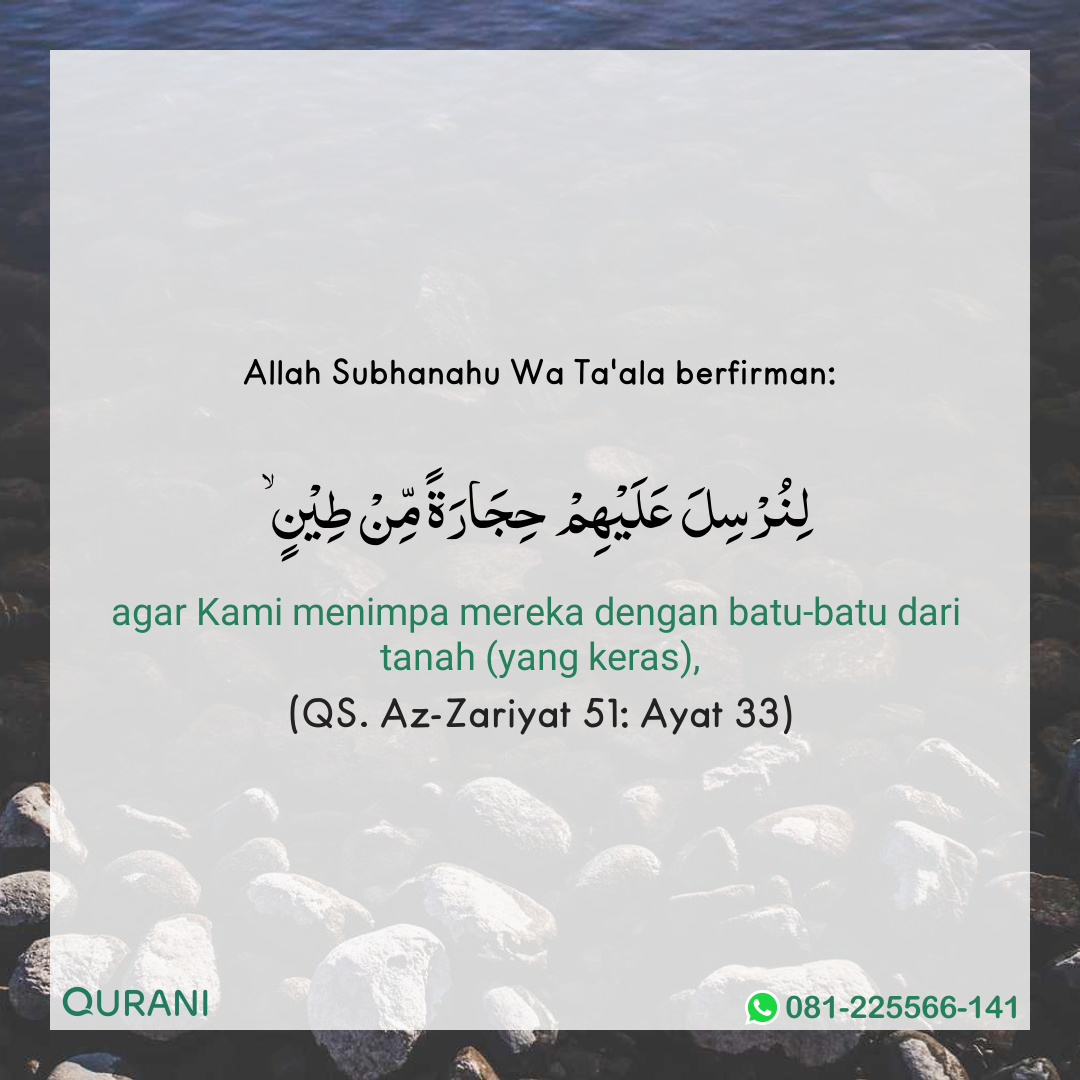 Allah Subhanahu Wa Ta'ala berfirman:
لِنُرْسِلَ عَلَيْهِمْ حِجَارَةً مِّنْ طِيْنٍۙ
agar Kami menimpa mereka dengan batu-batu dari
tanah (yang keras),
(QS. Az-Zariyat 51: Ayat 33)
QURANI
081-225566-141